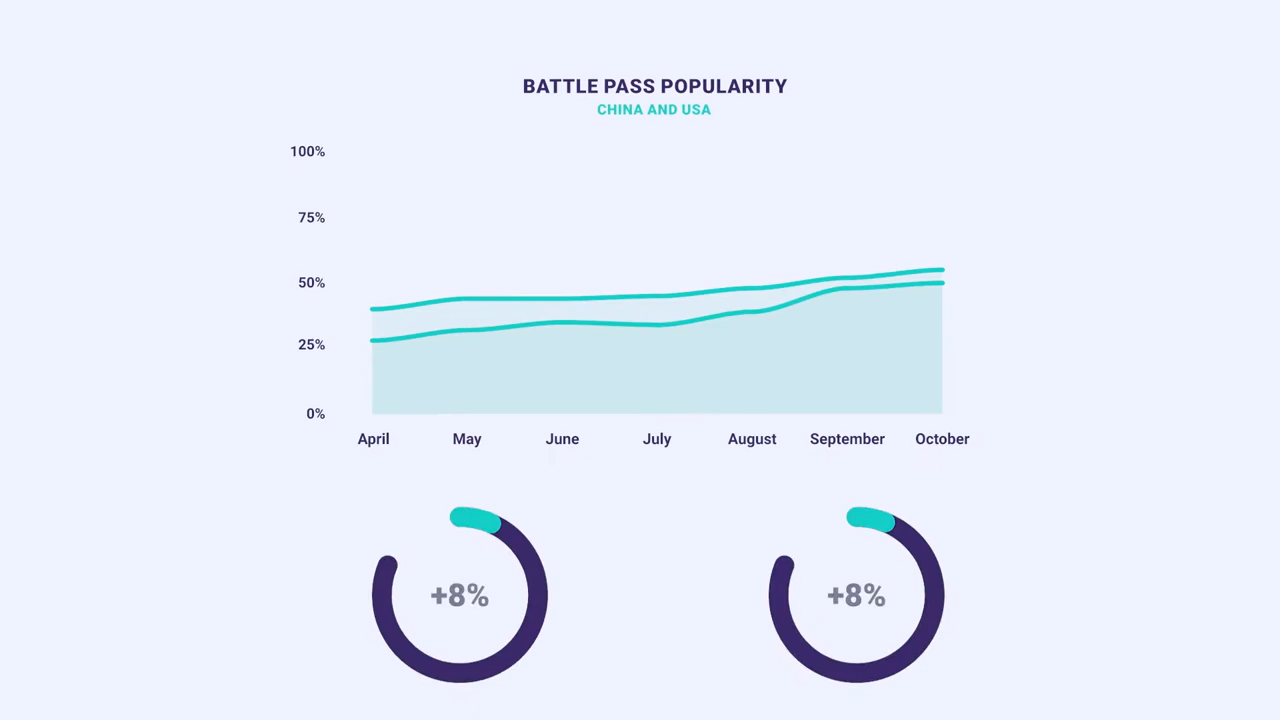 BATTLE PASS POPULARITY
CHINA AND USA
100%
75%
50%
25%
0%
April May June July August September October
+8% +8%